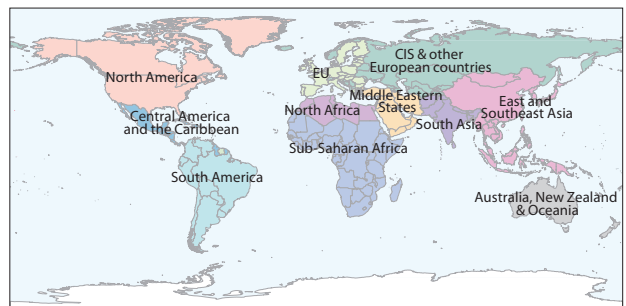 CIS & other
European countries
EU
North America
Middle Eastern
States
East and
Southeast Asia
North Africa
Central America
and the Caribbean
South Asia
Sub-Saharan Africa
South America
Australia, New Zealand
& Oceania